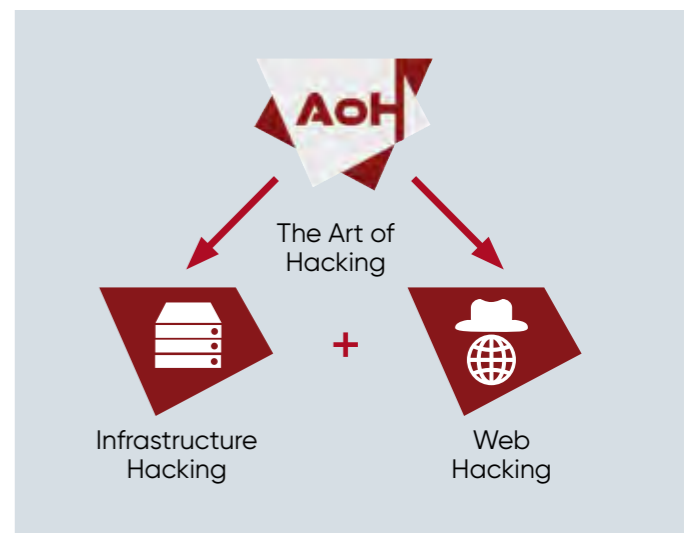 AoH
The Art of
Hacking
+
Infrastructure
Hacking
Web
Hacking